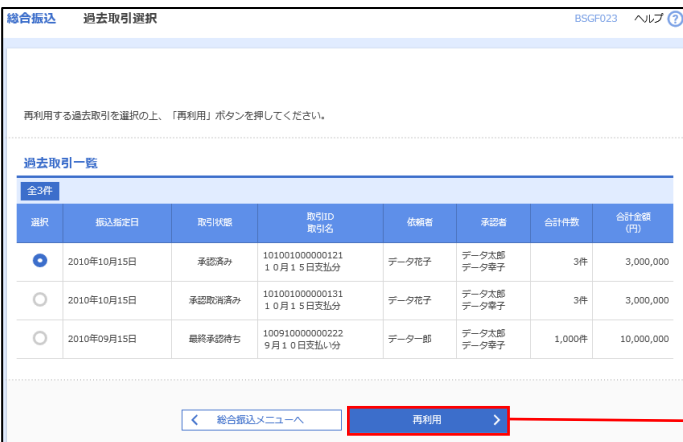 総合振込 過去取引選択 BSGF023 ヘルプ ?
再利用する過去取引を選択の上、「再利用」ボタンを押してください。
過去取引一覧
全3件
選択 振込指定日 取引状態 取引ID 取引名 依頼者 承認者 合計件数 合計金額 (円)
2010年10月15日 承認済み 101001000000121 データ花子 データ太郎 3件 3,000,000
10月15日支払分 データ幸子
2010年10月15日 承認取消済み 101001000000131 データ花子 データ太郎 3件 3,000,000
10月15日支払分 データ幸子
2010年09月15日 最終承認待ち 100910000000222 データ一郎 データ太郎 1,000件 10,000,000
9月10日支払い分 データ幸子
総合振込メニューへ 再利用